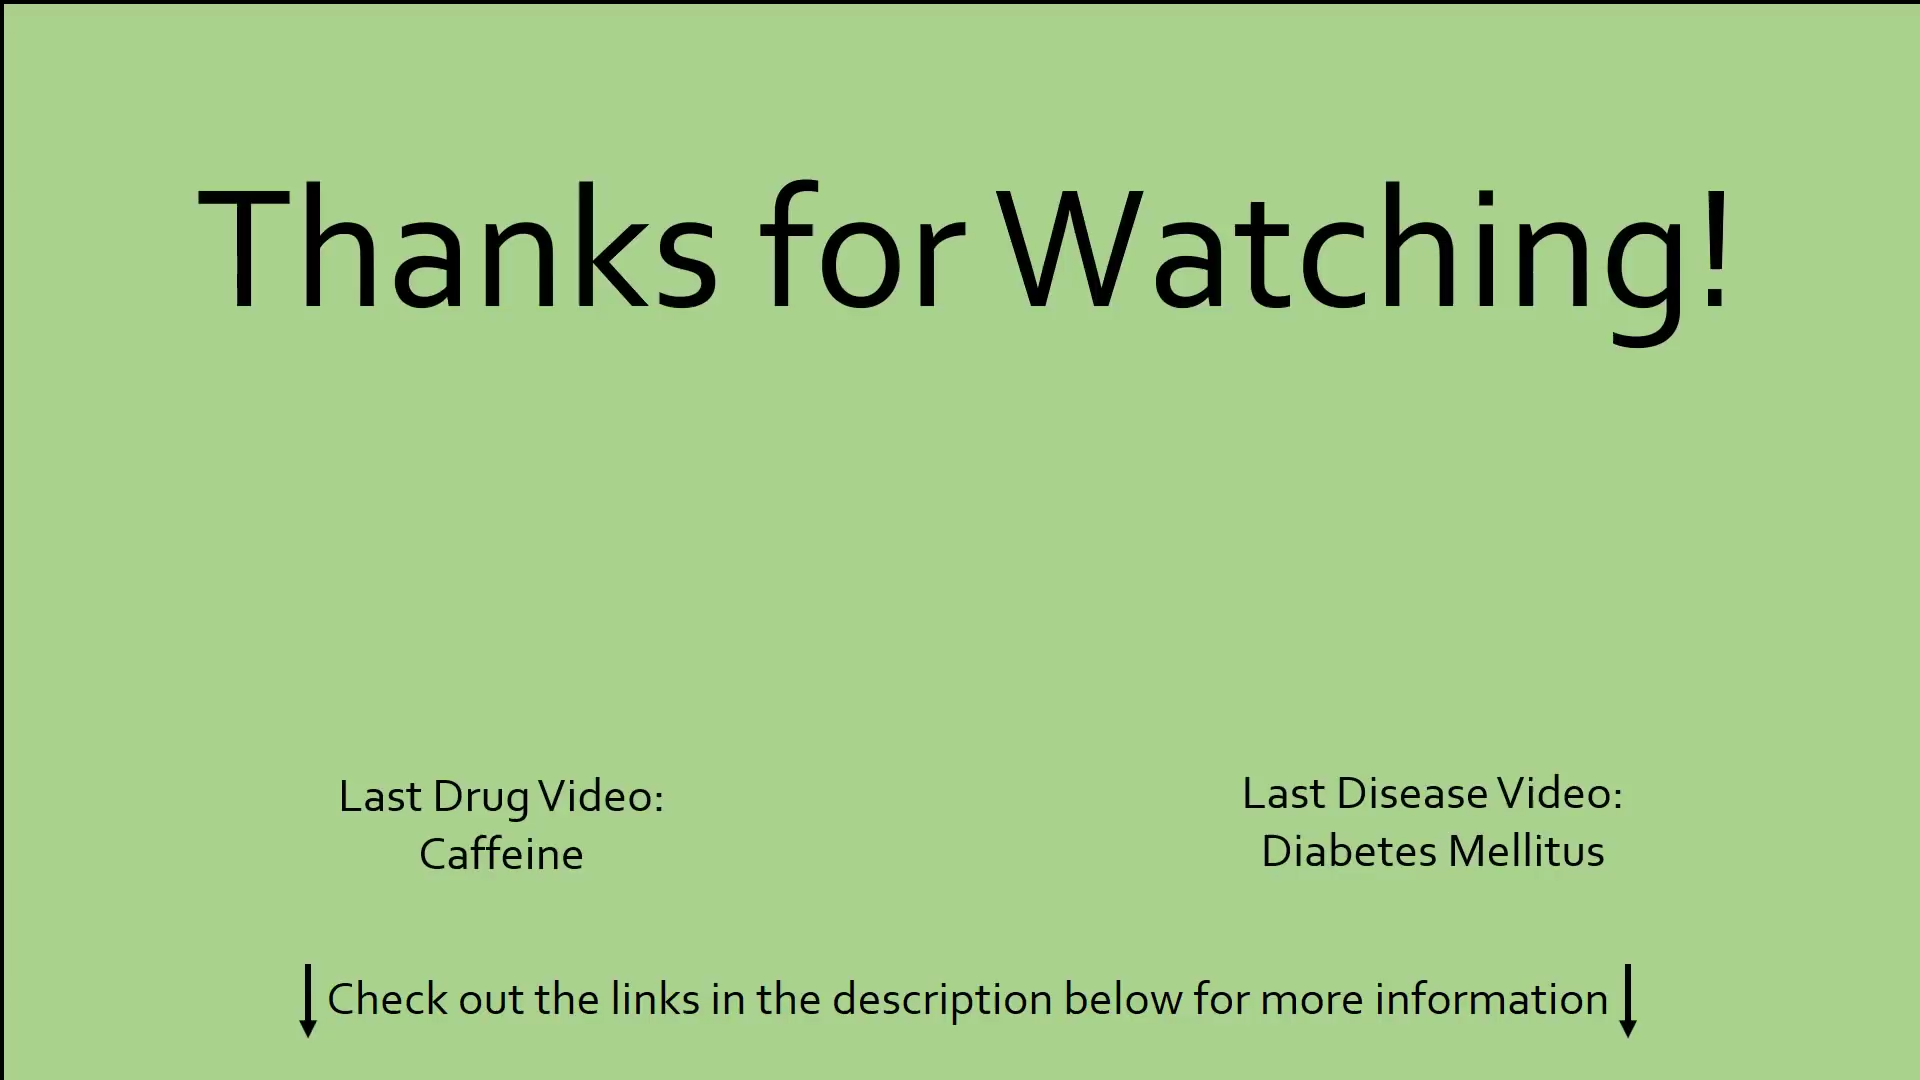 Thanks for Watching!
Last Drug Video:
Caffeine
Last Disease Video:
Diabetes Mellitus
Check out the links in the description below for more information